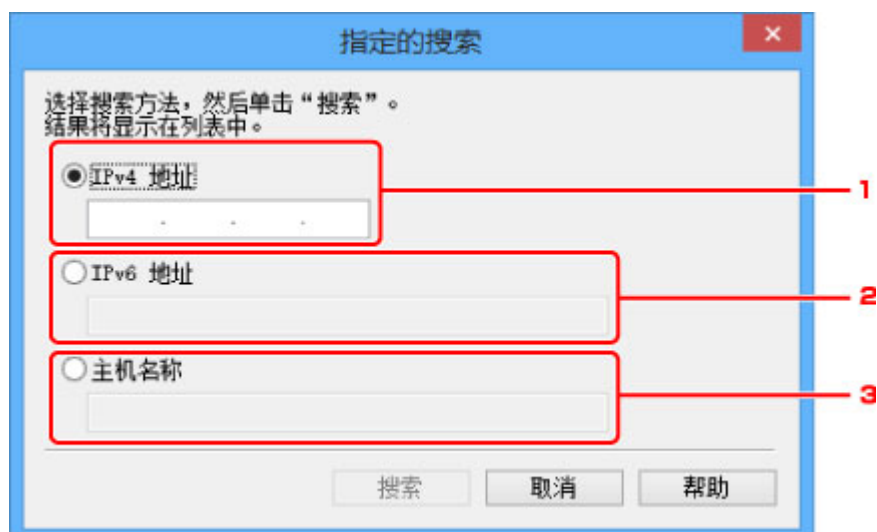 指定的搜索
选择搜索方法，然后单击“搜索”。
结果将显示在列表中。
IPv4 地址
1
. . .
IPv6 地址
2
主机名称
3
搜索 取消 帮助